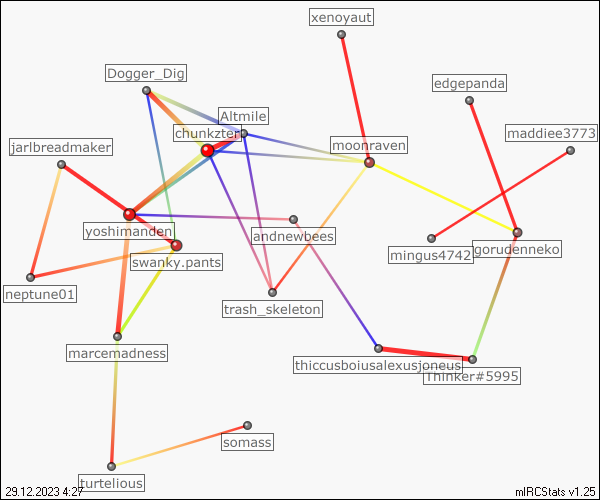 xenoyaut
Dogger_Dig
edgepanda
Altmile
chunkzter
maddiee3773
jarlbreadmaker
moonraven
yoshimanden
andnewbees
gorudenneko
mingus4742
swanky.pants
neptune01
trash_skeleton
marcemadness
thiccusboiusalexusjoneus
Thinker#5995
somass
turtelious
29.12.2023 4:27
mIRCStats v1.25